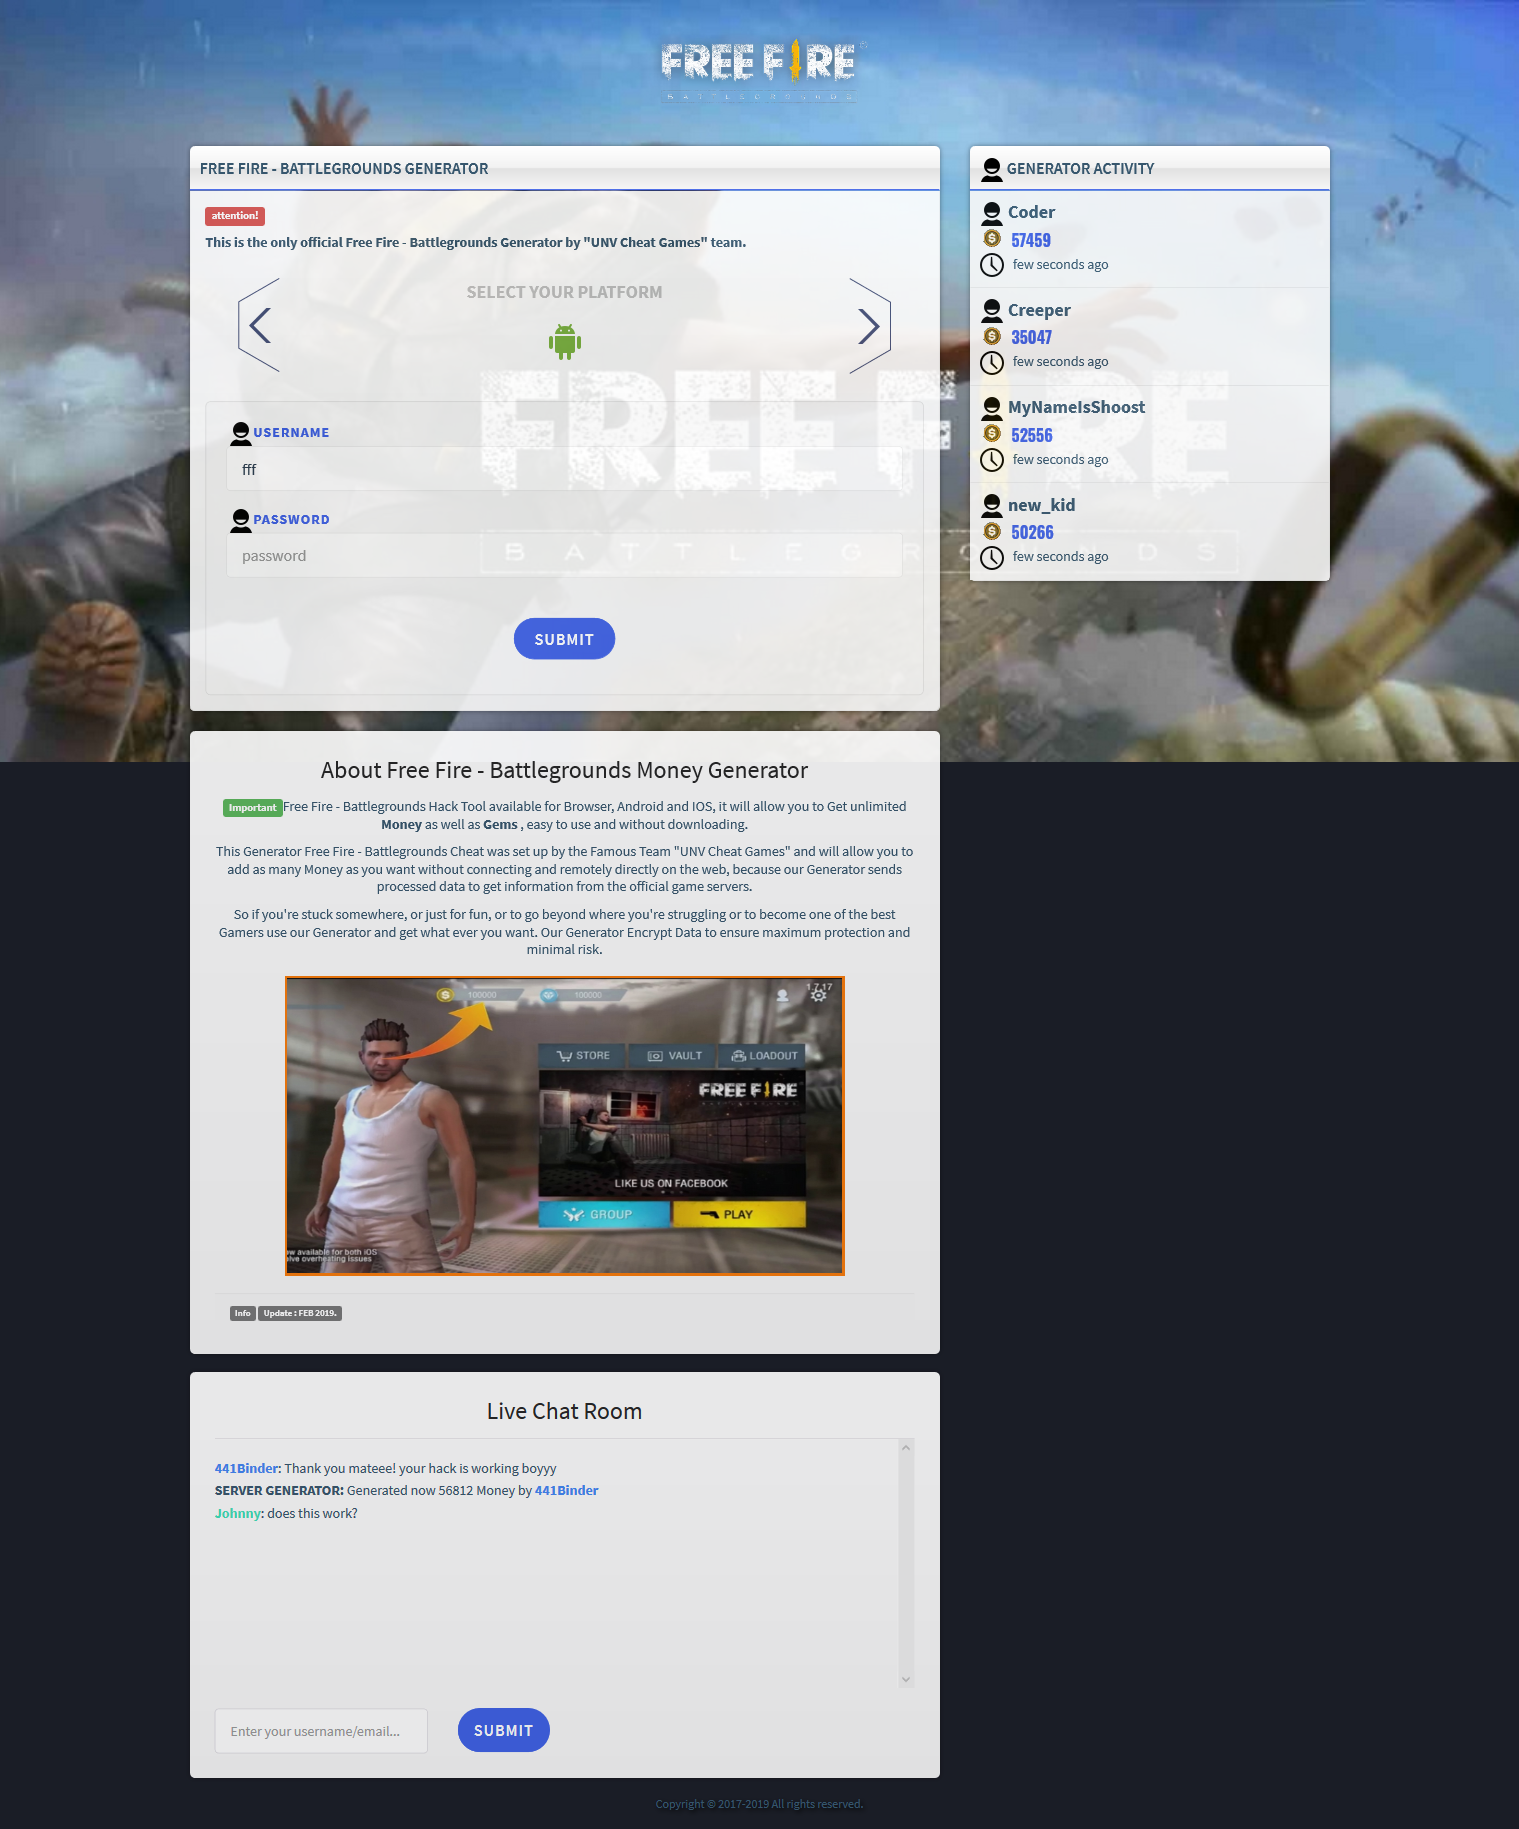 FREE FIRE
BATTLEGROUNDS
FREE FIRE - BATTLEGROUNDS GENERATOR
attention!
This is the only official Free Fire - Battlegrounds Generator by "UNV Cheat Games" team.
SELECT YOUR PLATFORM
FREE FIRE
BATTLEGROUNDS
USERNAME
fff
PASSWORD
password
SUBMIT
GENERATOR ACTIVITY
Coder
57459
few seconds ago
Creeper
35047
few seconds ago
MyNameIsShoost
52556
few seconds ago
new_kid
50266
few seconds ago
About Free Fire - Battlegrounds Money Generator
Important Free Fire - Battlegrounds Hack Tool available for Browser, Android and IOS, it will allow you to Get unlimited
Money as well as Gems , easy to use and without downloading.
This Generator Free Fire - Battlegrounds Cheat was set up by the Famous Team "UNV Cheat Games" and will allow you to
add as many Money as you want without connecting and remotely directly on the web, because our Generator sends
processed data to get information from the official game servers.
So if you're stuck somewhere, or just for fun, or to go beyond where you're struggling or to become one of the best
Gamers use our Generator and get what ever you want. Our Generator Encrypt Data to ensure maximum protection and
minimal risk.
100000 100000
1.7.17
STORE VAULT LOADOUT
FREE FIRE
LIKE US ON FACEBOOK
GROUP PLAY
ow available for both iOS
olve overheating issues
Info Update : FEB 2019.
Live Chat Room
441Binder: Thank you mateee! your hack is working boyyy
SERVER GENERATOR: Generated now 56812 Money by 441Binder
Johnny: does this work?
Enter your username/email...
SUBMIT
Copyright © 2017-2019 All rights reserved.